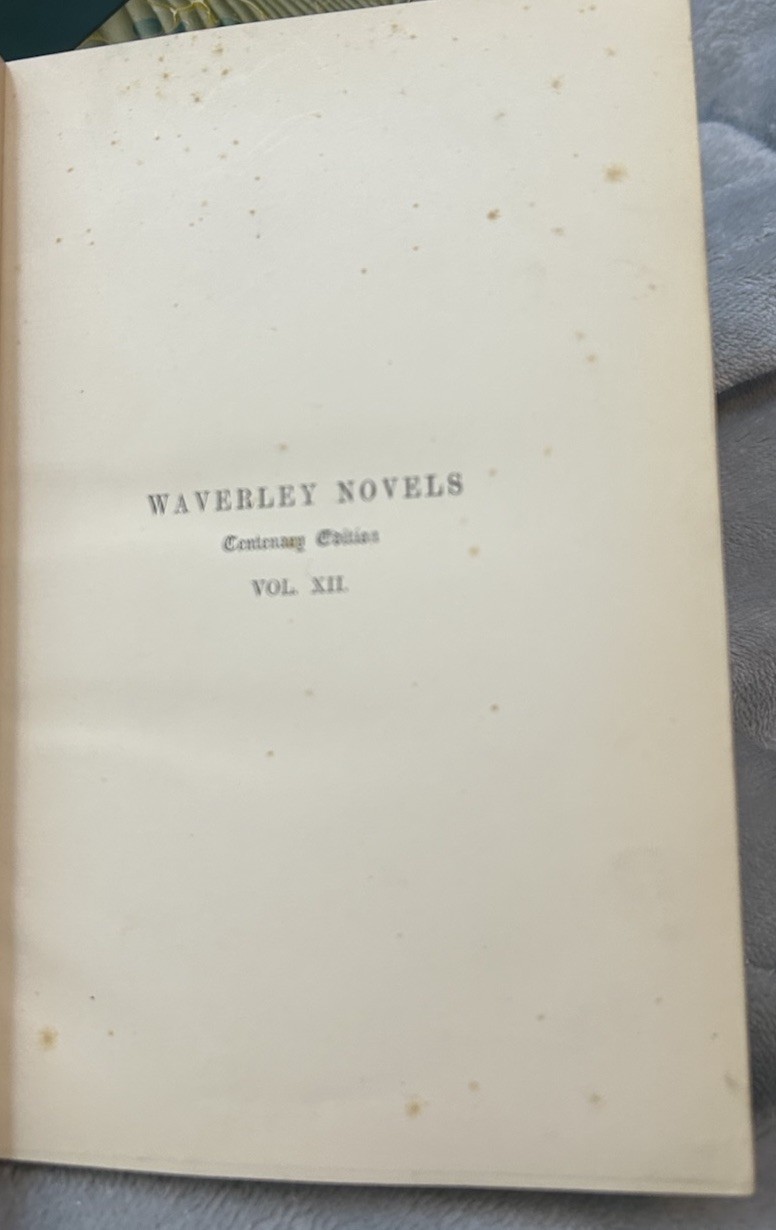 WAVERLEY NOVELS
Centenary Edition
VOL. XII.